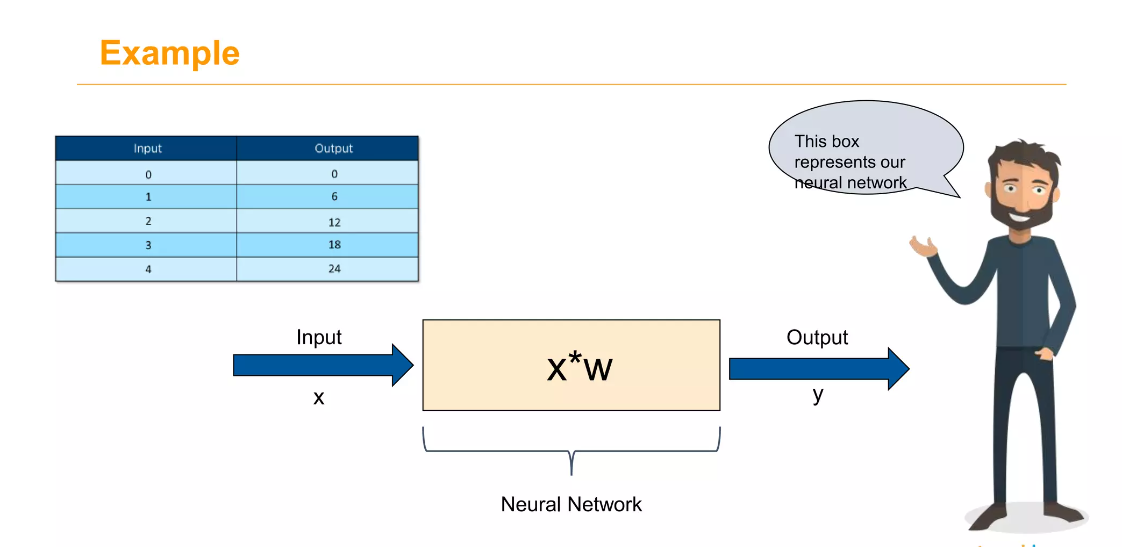 Example
Input Output
0 0
1 6
2 12
3 18
4 24
This box
represents our
neural network
Input
x
x*w
Output
y
Neural Network